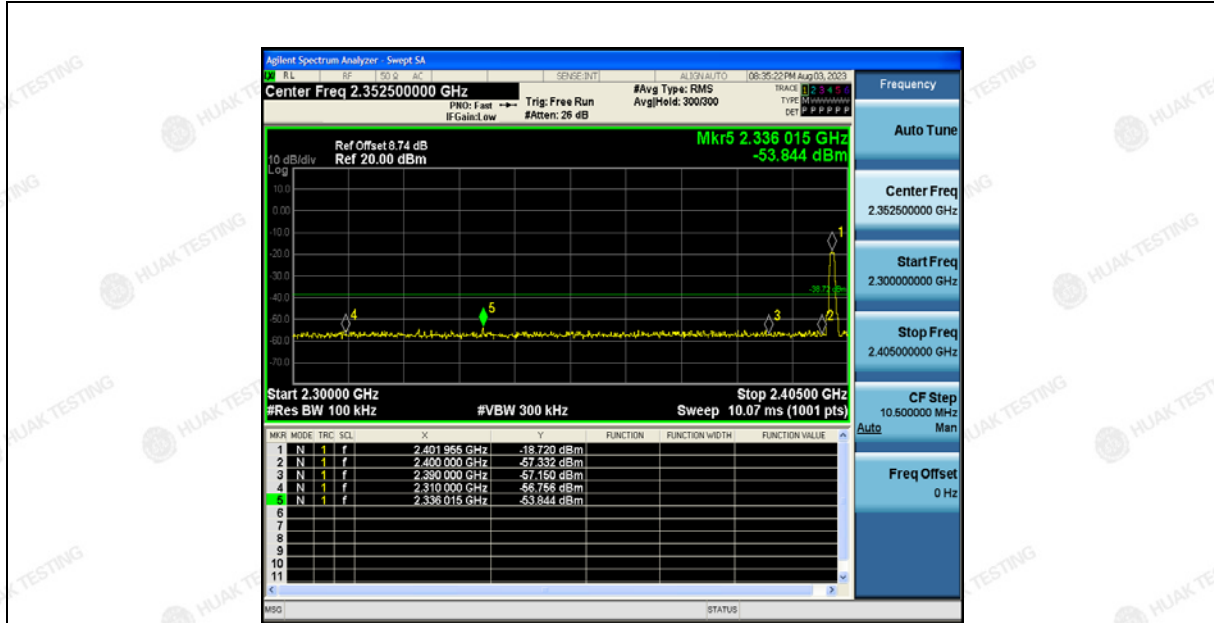 Agilent Spectrum Analyzer - Swept SA
RL RF 50 Ω AC SENSE:INT ALIGN AUTO 08:35:22 PM Aug 03, 2023
Center Freq 2.352500000 GHz
PNO: Fast
IFGain:Low
Trig: Free Run
#Atten: 26 dB
#Avg Type: RMS
Avg|Hold: 300/300
TRACE 1 2 3 4 5 6
TYPE M
DET P P P P P P
Mkr5 2.336 015 GHz
-53.844 dBm
Ref Offset 8.74 dB
10 dB/div Ref 20.00 dBm
Log
10.0
0.00
-10.0
-20.0
-30.0
-40.0
-50.0
-60.0
-70.0
1
-38.72 dBm
4
5
3
2
Start 2.30000 GHz Stop 2.40500 GHz
#Res BW 100 kHz #VBW 300 kHz Sweep 10.07 ms (1001 pts)
MKR MODE TRC SCL X Y FUNCTION FUNCTION WIDTH FUNCTION VALUE
1 N 1 f 2.401 955 GHz -18.720 dBm
2 N 1 f 2.400 000 GHz -57.332 dBm
3 N 1 f 2.390 000 GHz -57.150 dBm
4 N 1 f 2.310 000 GHz -56.756 dBm
5 N 1 f 2.336 015 GHz -53.844 dBm
6
7
8
9
10
11
MSG STATUS
Frequency
Auto Tune
Center Freq
2.352500000 GHz
Start Freq
2.300000000 GHz
Stop Freq
2.405000000 GHz
CF Step
10.500000 MHz
Auto Man
Freq Offset
0 Hz
HUAK TESTING
HUAK TESTING
HUAK TESTING
HUAK TESTING